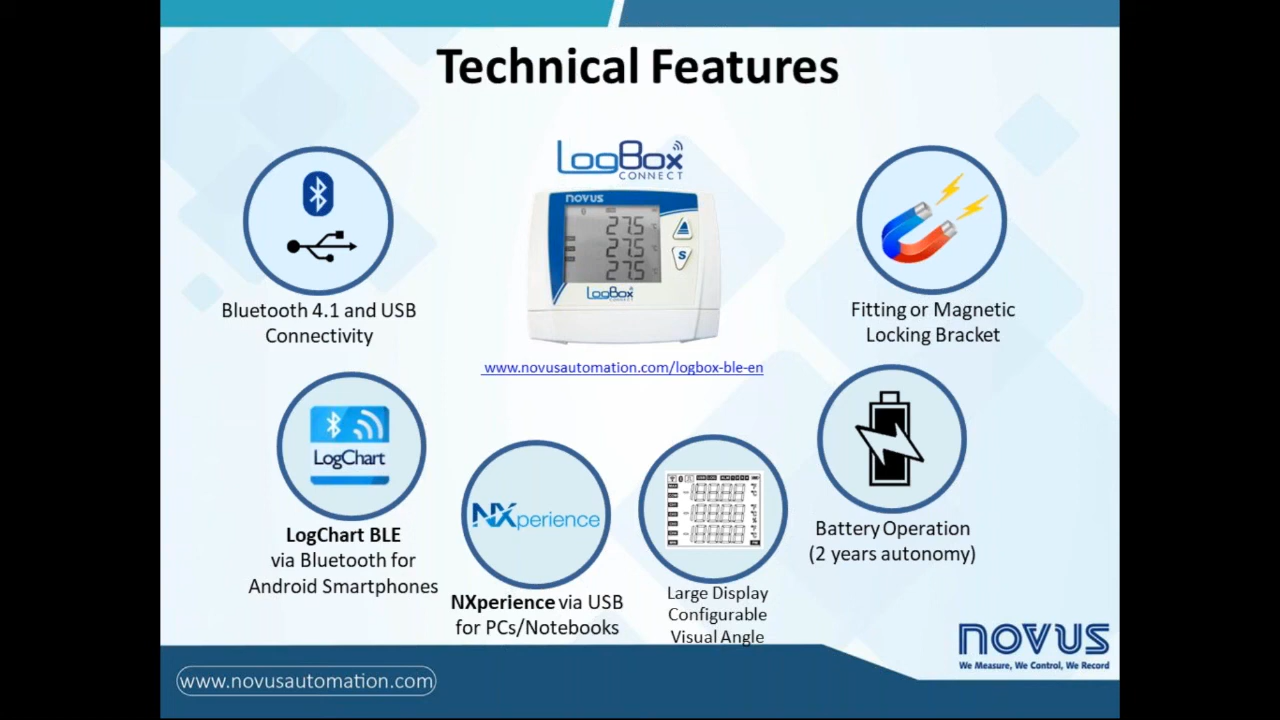 Technical Features
LogBox
CONNECT
novus
27.5
27.5
27.5
S
LogBox
CONNECT
www.novusautomation.com/logbox-ble-en
Bluetooth 4.1 and USB
Connectivity
Fitting or Magnetic
Locking Bracket
LogChart
LogChart BLE
via Bluetooth for
Android Smartphones
NXperience
NXperience via USB
for PCs/Notebooks
Large Display
Configurable
Visual Angle
Battery Operation
(2 years autonomy)
novus
We Measure, We Control, We Record
www.novusautomation.com